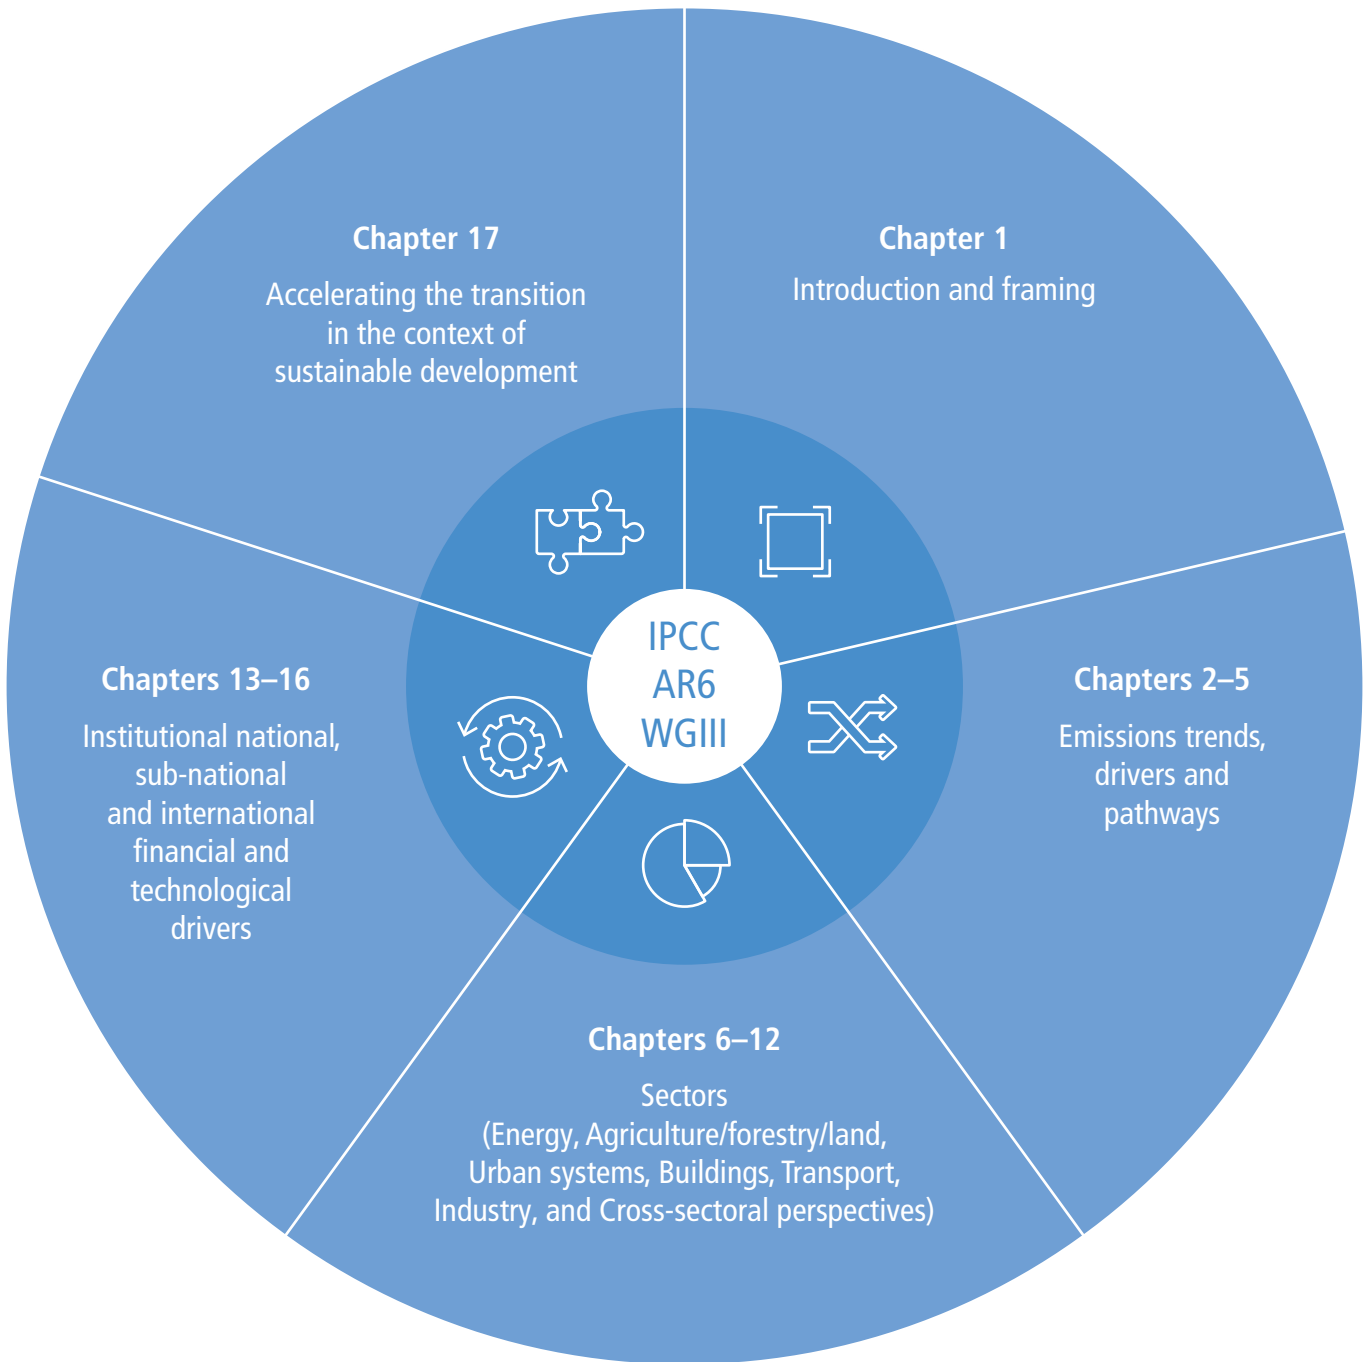 IPCC
AR6
WGIII
Chapter 1
Introduction and framing
Chapters 2–5
Emissions trends,
drivers and
pathways
Chapters 6–12
Sectors
(Energy, Agriculture/forestry/land,
Urban systems, Buildings, Transport,
Industry, and Cross-sectoral perspectives)
Chapters 13–16
Institutional national,
sub-national
and international
financial and
technological
drivers
Chapter 17
Accelerating the transition
in the context of
sustainable development